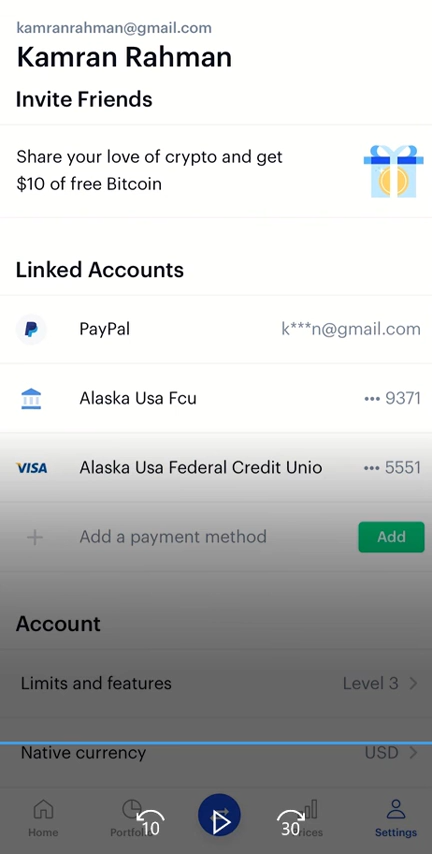 kamranrahman@gmail.com
Kamran Rahman
Invite Friends
Share your love of crypto and get
$10 of free Bitcoin
Linked Accounts
PayPal k***n@gmail.com
Alaska Usa Fcu ••• 9371
VISA Alaska Usa Federal Credit Unio ••• 5551
Add a payment method Add
Account
Limits and features Level 3
Native currency USD
10 30
Home Portfol rices Settings